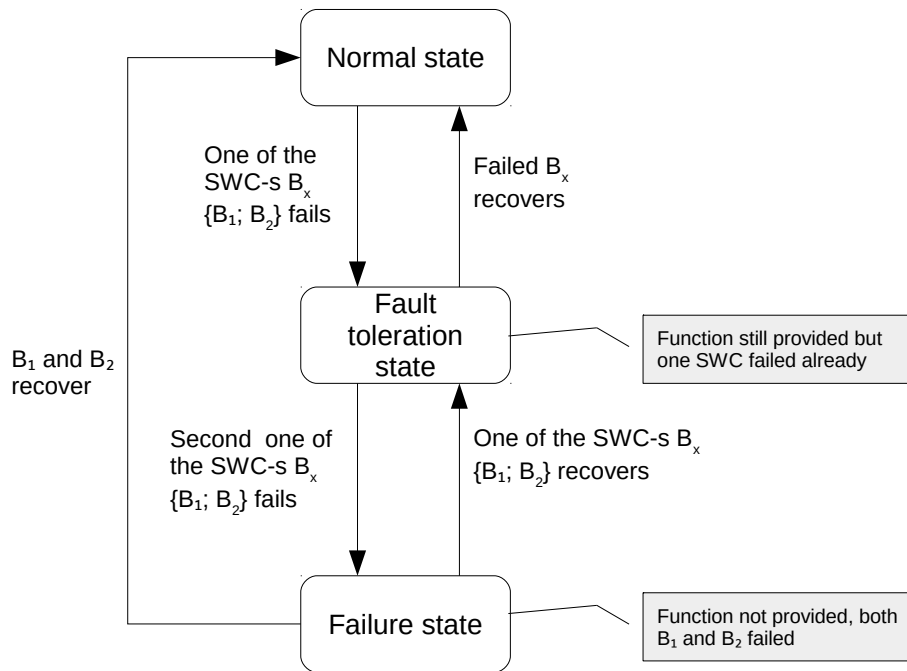 Normal state
One of the
SWC-s Bₓ
{B₁; B₂} fails
Failed Bₓ
recovers
Fault
toleration
state
Function still provided but
one SWC failed already
B₁ and B₂
recover
Second one of
the SWC-s Bₓ
{B₁; B₂} fails
One of the SWC-s Bₓ
{B₁; B₂} recovers
Failure state
Function not provided, both
B₁ and B₂ failed